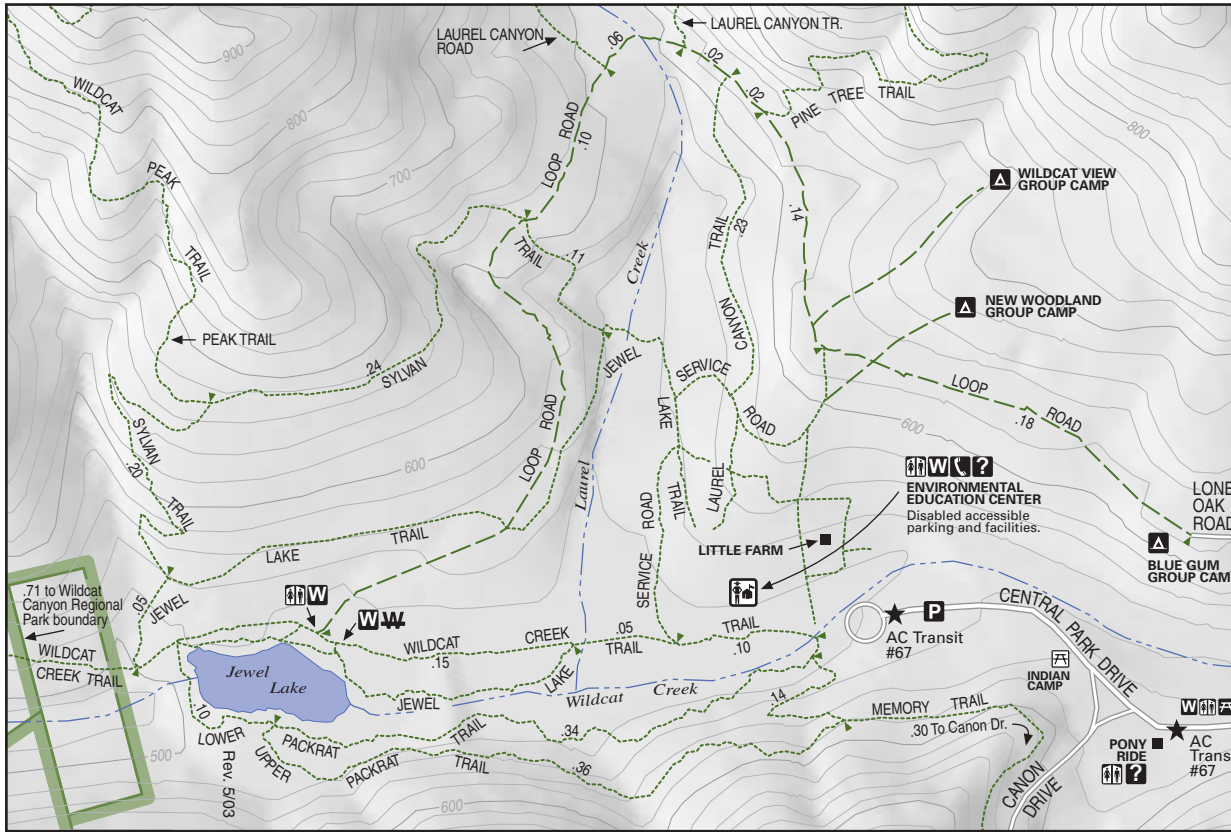 LAUREL CANYON
ROAD
LAUREL CANYON TR.
.06
.02
.02
900
WILDCAT
PEAK
TRAIL
PEAK TRAIL
800
700
LOOP ROAD
.10
PINE TREE TRAIL
800
WILDCAT VIEW
GROUP CAMP
NEW WOODLAND
GROUP CAMP
.14
TRAIL
.11
Creek
TRAIL
.23
CANYON
LAUREL
JEWEL
LAKE
TRAIL
SERVICE
ROAD
.24
SYLVAN
SYLVAN
.20
TRAIL
600
LOOP ROAD
Laurel
LOOP ROAD
.18
600
W ?
ENVIRONMENTAL
EDUCATION CENTER
Disabled accessible
parking and facilities.
LONE
OAK
ROAD
BLUE GUM
GROUP CAM
LITTLE FARM
SERVICE ROAD
LAKE TRAIL
JEWEL
.05
.71 to Wildcat
Canyon Regional
Park boundary
WILDCAT
CREEK TRAIL
W
W W
WILDCAT CREEK TRAIL
.15
.05
TRAIL
.10
Jewel
Lake
JEWEL LAKE
Wildcat Creek
P
AC Transit
#67
CENTRAL PARK DRIVE
INDIAN
CAMP
W
AC
Trans
#67
PONY
RIDE
?
CANON
DRIVE
MEMORY TRAIL
.30 To Canon Dr.
.14
.10
LOWER PACKRAT TRAIL
.34
UPPER PACKRAT TRAIL
.36
500
600
Rev. 5/03